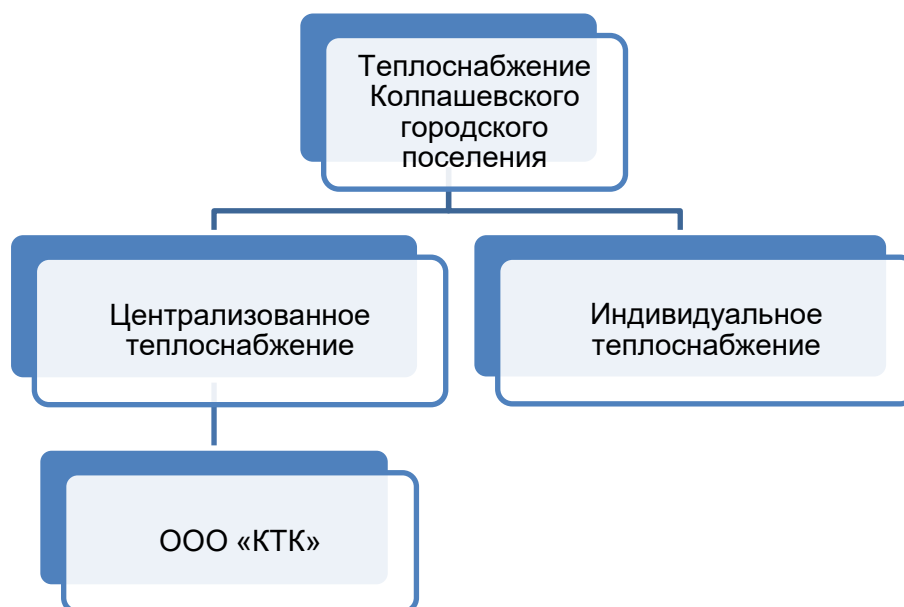 Теплоснабжение
Колпашевского
городского
поселения
Централизованное
теплоснабжение
Индивидуальное
теплоснабжение
ООО «КТК»